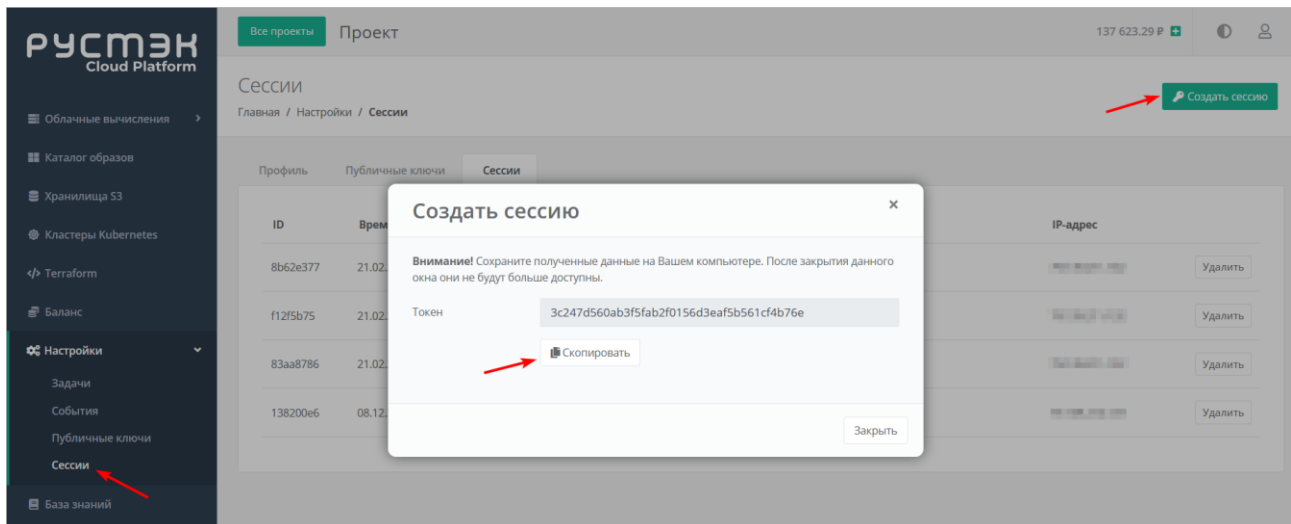 РУСТЭК
Cloud Platform
Облачные вычисления
Каталог образов
Хранилища S3
Кластеры Kubernetes
Terraform
Баланс
Настройки
Задачи
События
Публичные ключи
Сессии
База знаний
Все проекты Проект 137 623.29 ₽
Сессии
Главная / Настройки / Сессии
Создать сессию
Профиль Публичные ключи Сессии
ID Врем IP-адрес
8b62e377 21.02. Удалить
f12f5b75 21.02. Удалить
83aa8786 21.02. Удалить
138200e6 08.12. Удалить
Создать сессию ×
Внимание! Сохраните полученные данные на Вашем компьютере. После закрытия данного
окна они не будут больше доступны.
Токен 3c247d560ab3f5fab2f0156d3eaf5b561cf4b76e
Скопировать
Закрыть